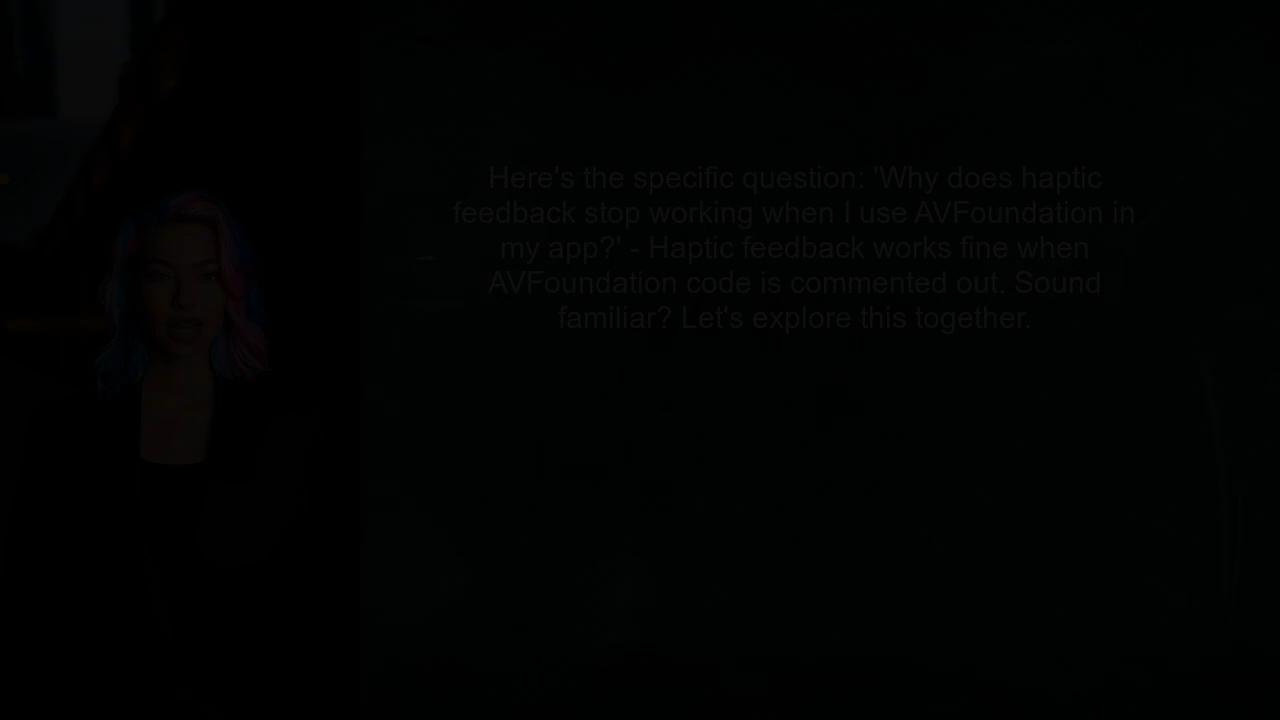 Here's the specific question: 'Why does haptic
feedback stop working when I use AVFoundation in
my app?' - Haptic feedback works fine when
AVFoundation code is commented out. Sound
familiar? Let's explore this together.